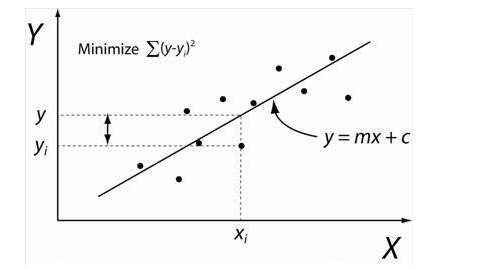 Y
Minimize ∑(y-yᵢ)²
y
yᵢ
y = mx + c
xᵢ
X